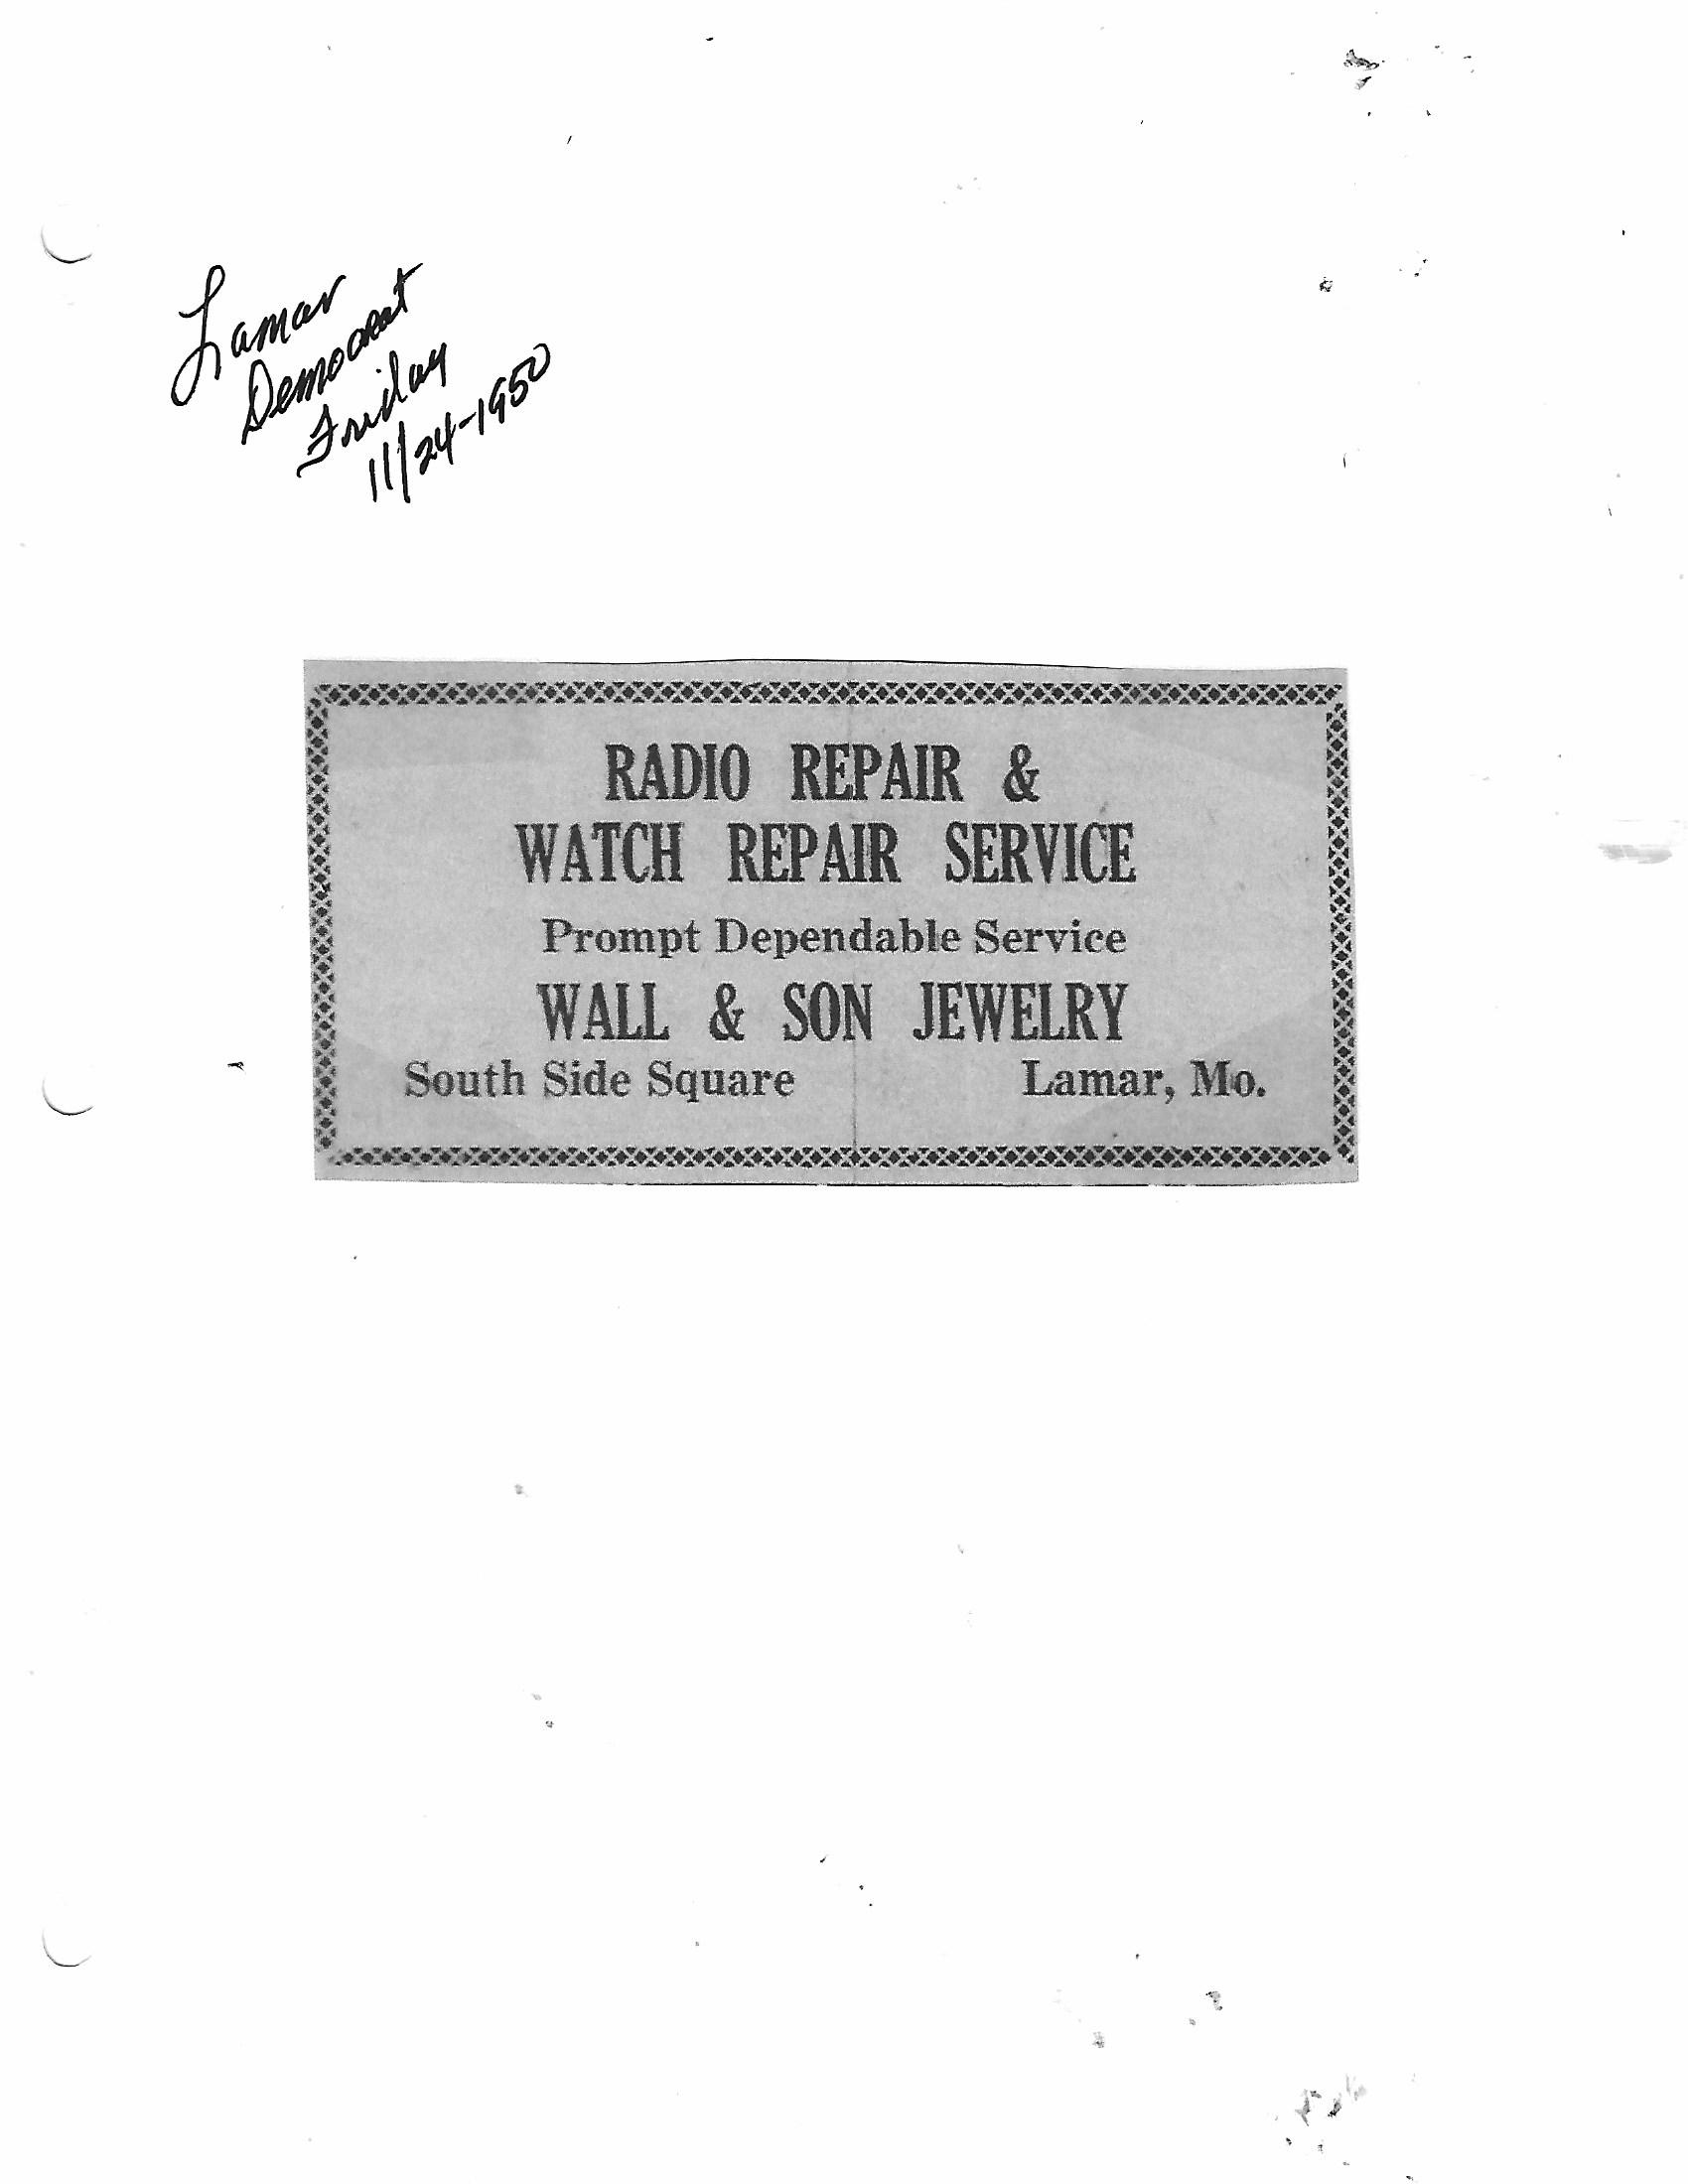 Lamar
Democrat
Friday
11/24-1950
RADIO REPAIR &
WATCH REPAIR SERVICE
Prompt Dependable Service
WALL & SON JEWELRY
South Side Square Lamar, Mo.